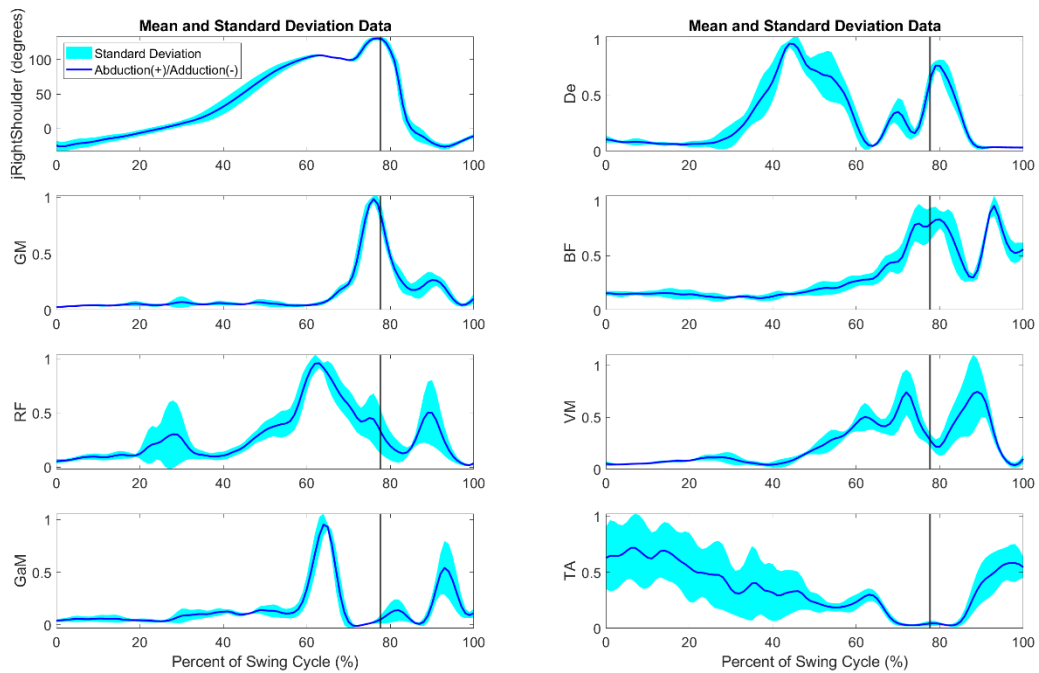 Mean and Standard Deviation Data
jRightShoulder (degrees)
100
50
0
Standard Deviation
Abduction(+)/Adduction(-)
0 20 40 60 80 100
Mean and Standard Deviation Data
De
1
0.5
0
0 20 40 60 80 100
GM
1
0.5
0
0 20 40 60 80 100
BF
1
0.5
0
0 20 40 60 80 100
RF
1
0.5
0
0 20 40 60 80 100
VM
1
0.5
0
0 20 40 60 80 100
GaM
1
0.5
0
0 20 40 60 80 100
Percent of Swing Cycle (%)
TA
1
0.5
0
0 20 40 60 80 100
Percent of Swing Cycle (%)